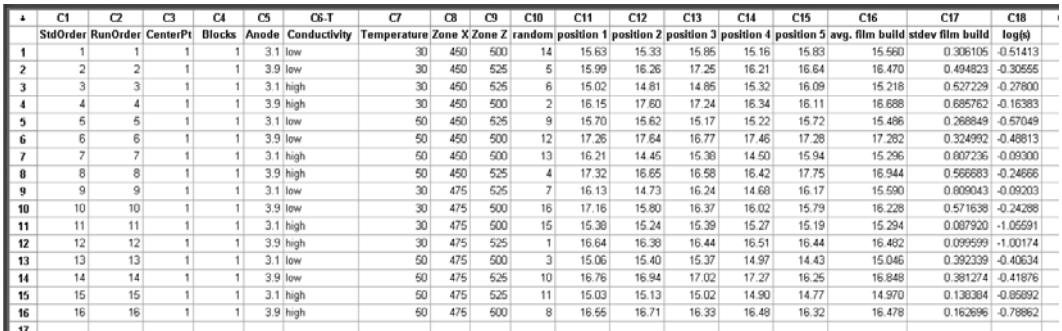 + C1 C2 C3 C4 C5 C6-T C7 C8 C9 C10 C11 C12 C13 C14 C15 C16 C17 C18
StdOrder RunOrder CenterPt Blocks Anode Conductivity Temperature Zone X Zone Z random position 1 position 2 position 3 position 4 position 5 avg. film build stdev film build log(s)
1 1 1 1 1 3.1 low 30 450 500 14 15.63 15.33 15.85 15.16 15.83 15.560 0.306105 -0.51413
2 2 2 1 1 3.9 low 30 450 525 5 15.99 16.26 17.25 16.21 16.64 16.470 0.494823 -0.30555
3 3 3 1 1 3.1 high 30 450 525 6 15.02 14.81 14.85 15.32 16.09 15.218 0.527229 -0.27800
4 4 4 1 1 3.9 high 30 450 500 2 16.15 17.60 17.24 16.34 16.11 16.688 0.685762 -0.16383
5 5 5 1 1 3.1 low 50 450 525 9 15.70 15.62 15.17 15.22 15.72 15.486 0.268849 -0.57049
6 6 6 1 1 3.9 low 50 450 500 12 17.26 17.64 16.77 17.46 17.28 17.282 0.324992 -0.48813
7 7 7 1 1 3.1 high 50 450 500 13 16.21 14.45 15.38 14.50 15.94 15.296 0.807236 -0.09300
8 8 8 1 1 3.9 high 50 450 525 4 17.32 16.65 16.58 16.42 17.75 16.944 0.566683 -0.24666
9 9 9 1 1 3.1 low 30 475 525 7 16.13 14.73 16.24 14.68 16.17 15.590 0.809043 -0.09203
10 10 10 1 1 3.9 low 30 475 500 16 17.16 15.80 16.37 16.02 15.79 16.228 0.571638 -0.24288
11 11 11 1 1 3.1 high 30 475 500 15 15.38 15.24 15.39 15.27 15.19 15.294 0.087920 -1.05591
12 12 12 1 1 3.9 high 30 475 525 1 16.64 16.38 16.44 16.51 16.44 16.482 0.099599 -1.00174
13 13 13 1 1 3.1 low 50 475 500 3 15.06 15.40 15.37 14.97 14.43 15.046 0.392339 -0.40634
14 14 14 1 1 3.9 low 50 475 525 10 16.76 16.94 17.02 17.27 16.25 16.848 0.381274 -0.41876
15 15 15 1 1 3.1 high 50 475 525 11 15.03 15.13 15.02 14.90 14.77 14.970 0.138384 -0.85892
16 16 16 1 1 3.9 high 50 475 500 8 16.55 16.71 16.33 16.48 16.32 16.478 0.162696 -0.78862
17